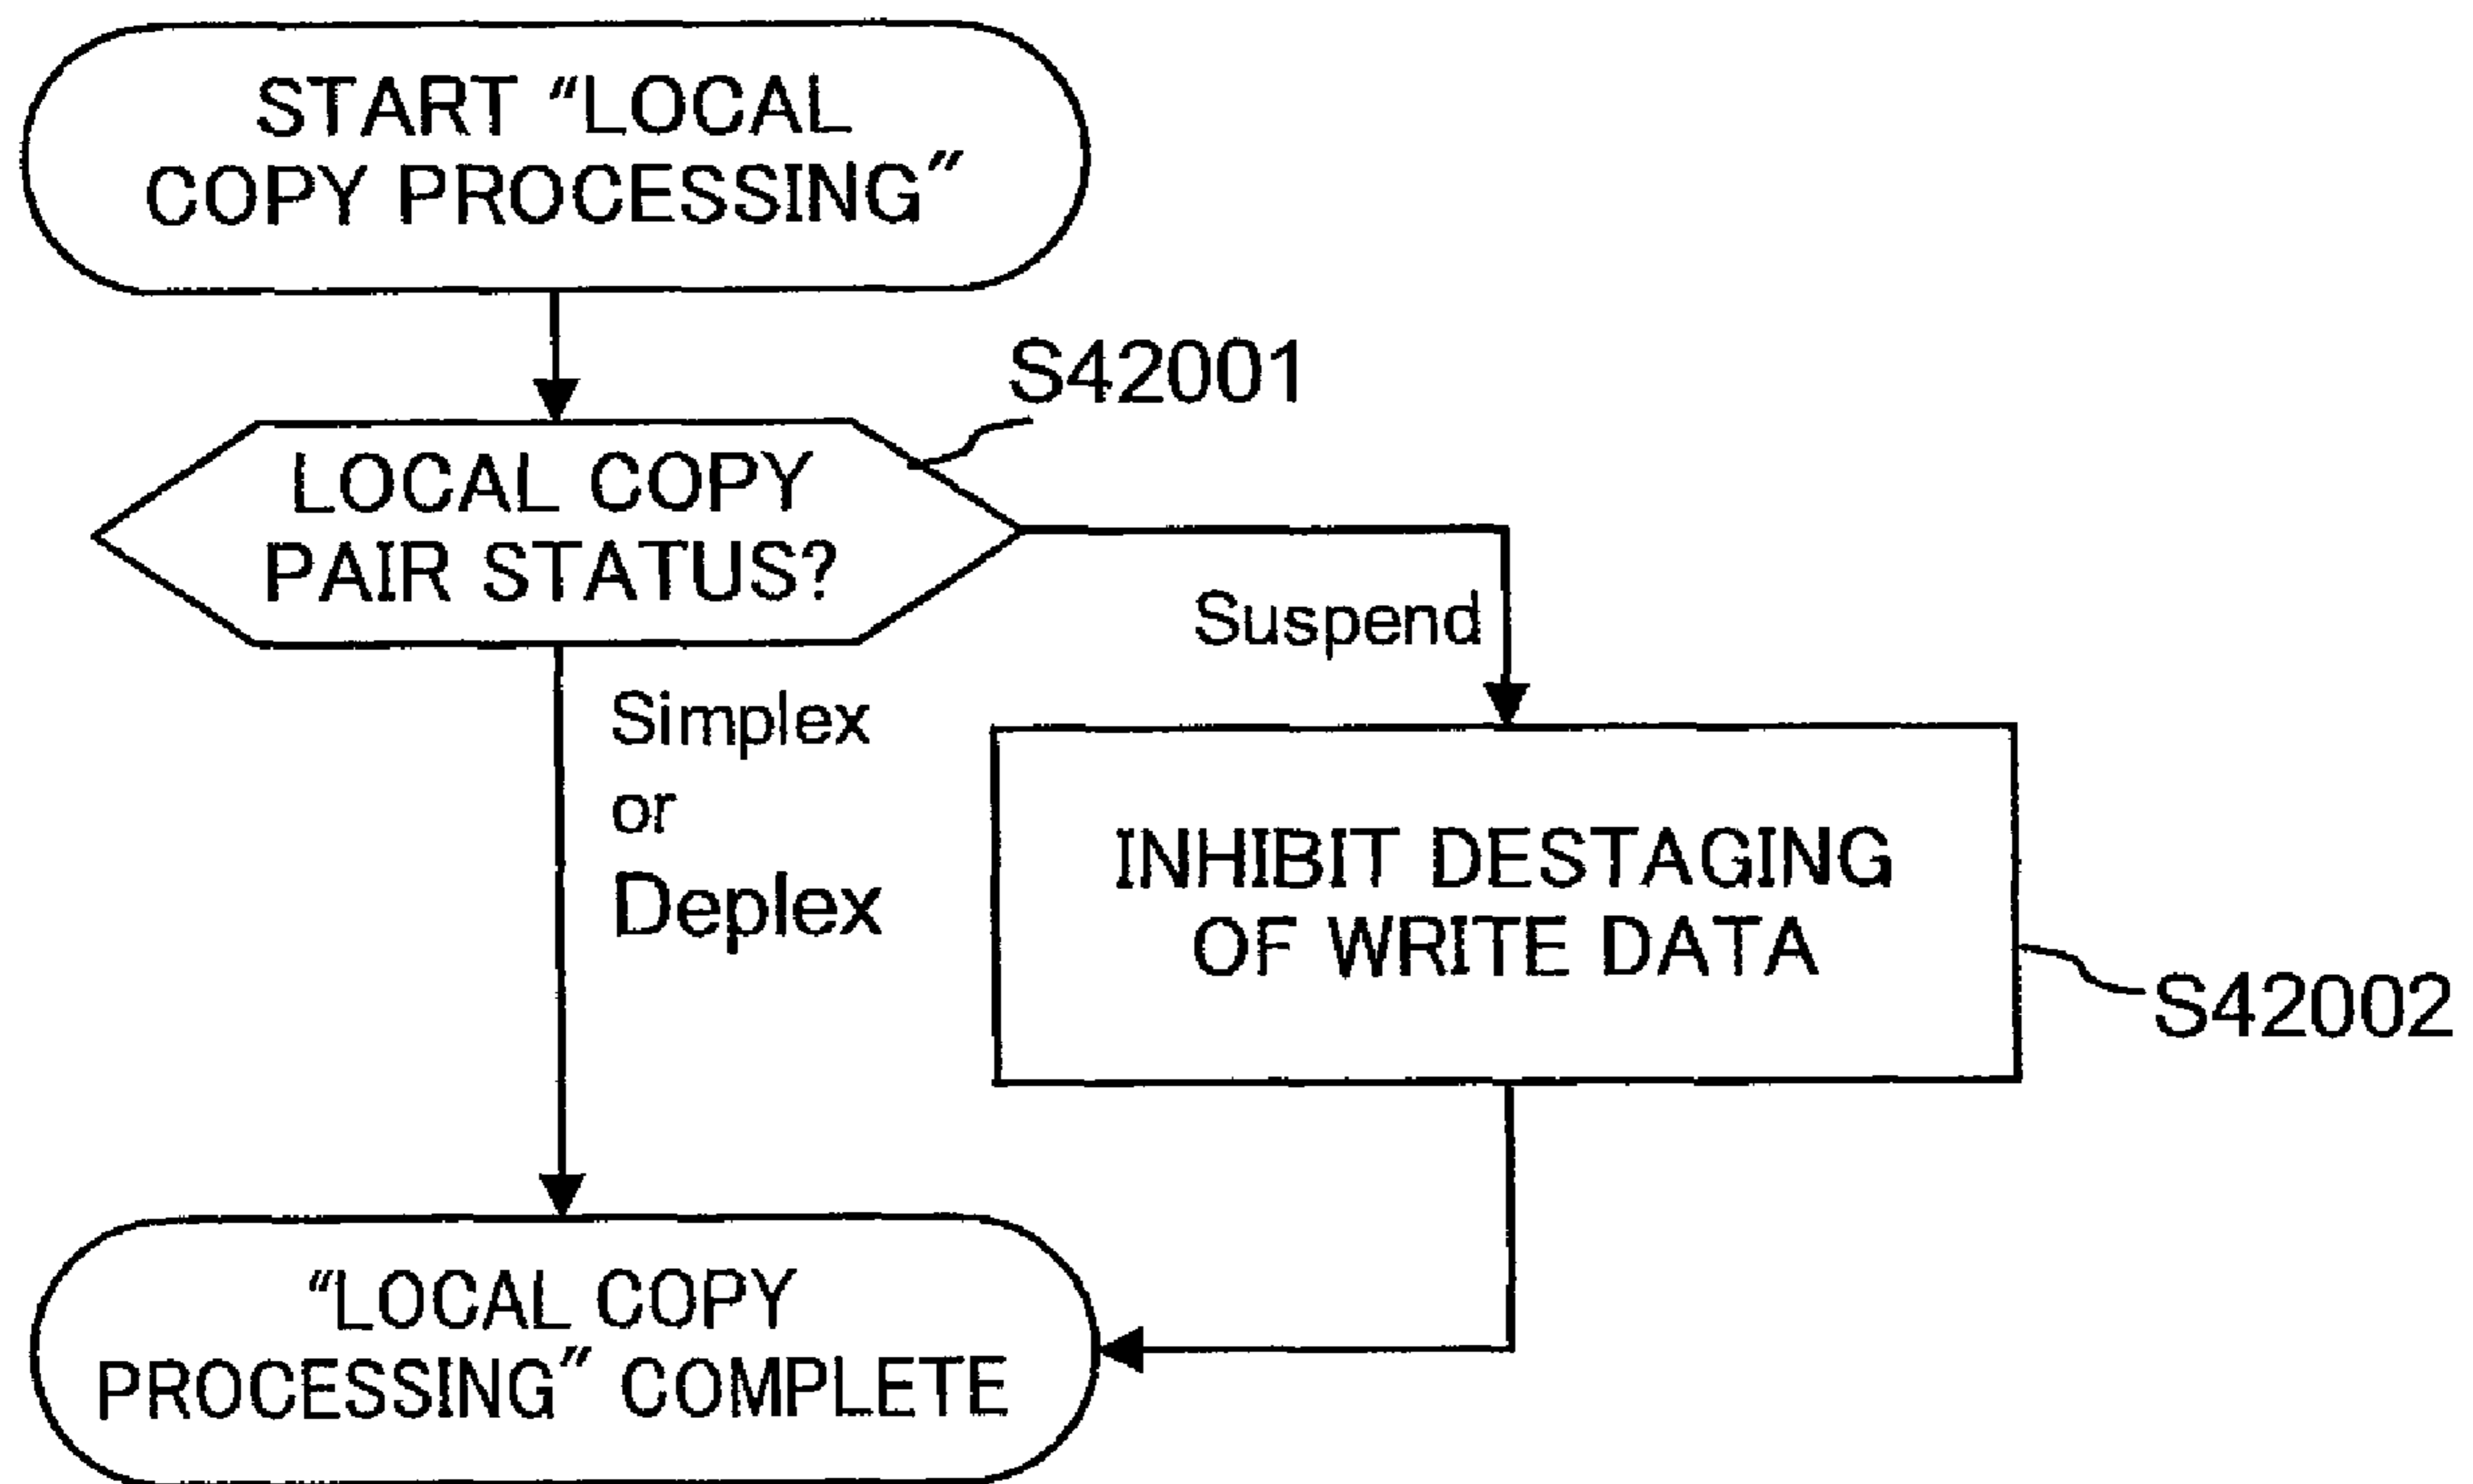 START “LOCAL
COPY PROCESSING”
S42001
LOCAL COPY
PAIR STATUS?
Suspend
Simplex
or
Deplex
INHIBIT DESTAGING
OF WRITE DATA
S42002
“LOCAL COPY
PROCESSING” COMPLETE